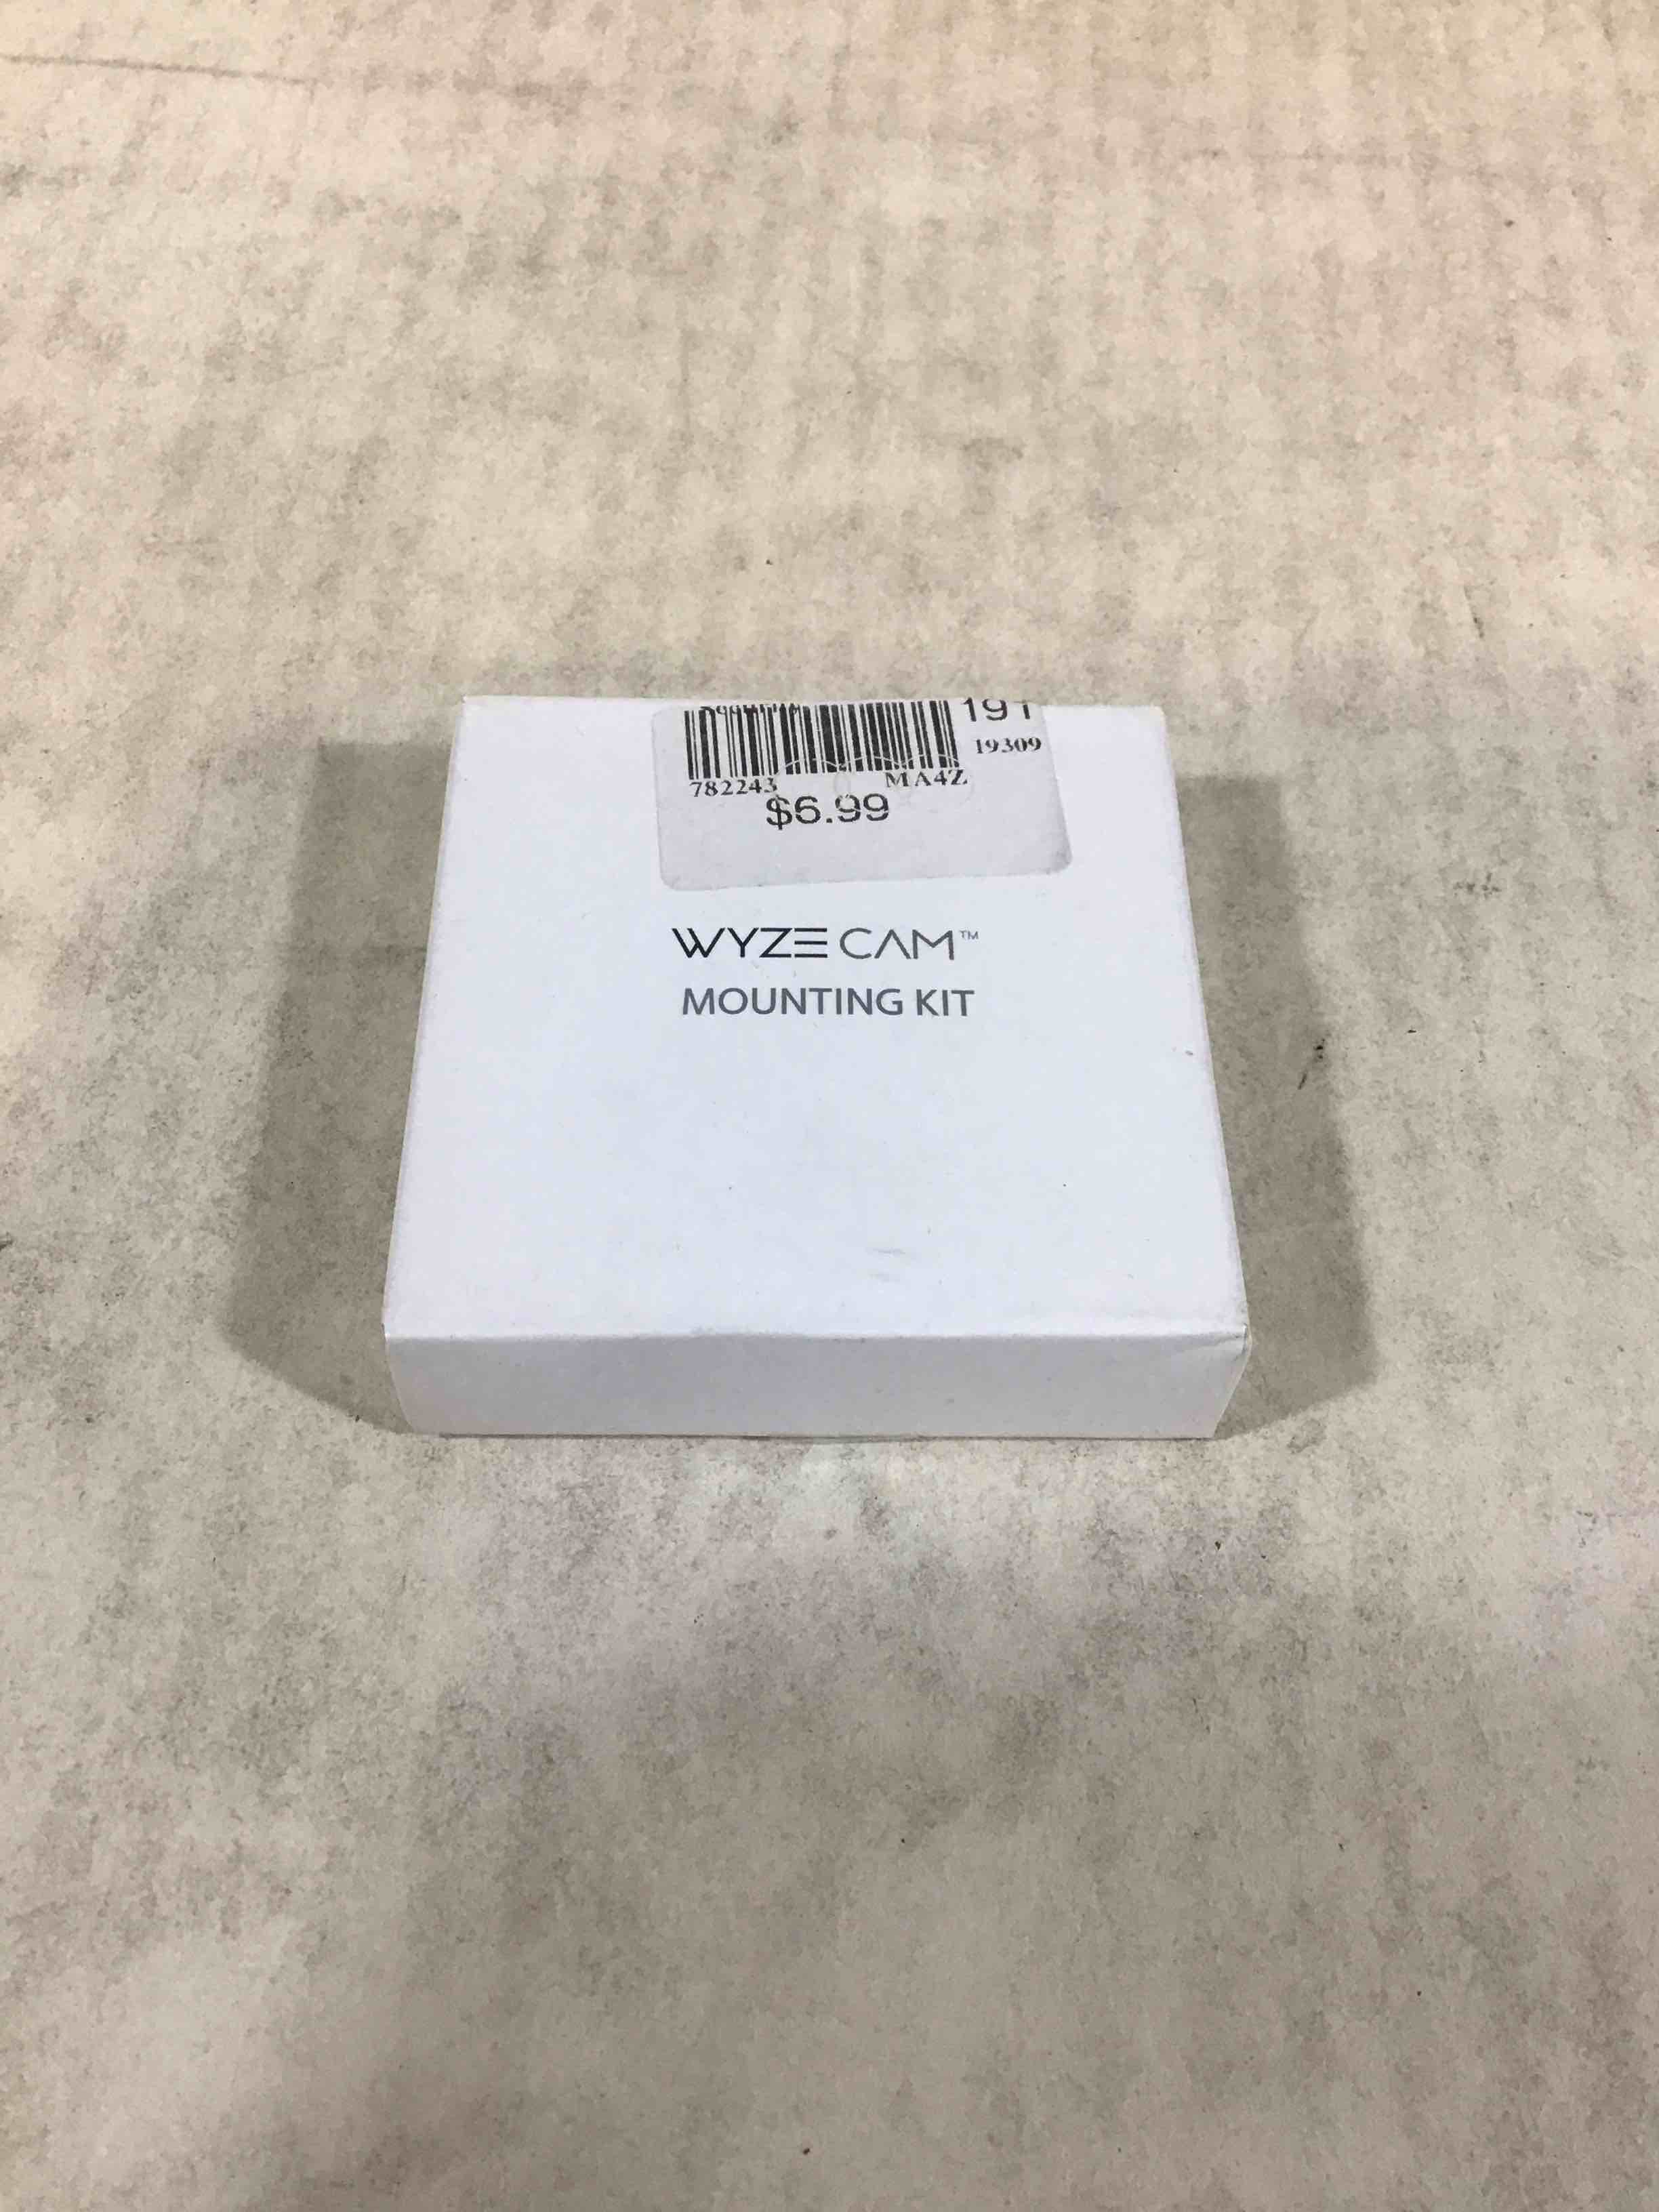 191
19309
782243 MA4Z
$6.99
WYZE CAM™
MOUNTING KIT